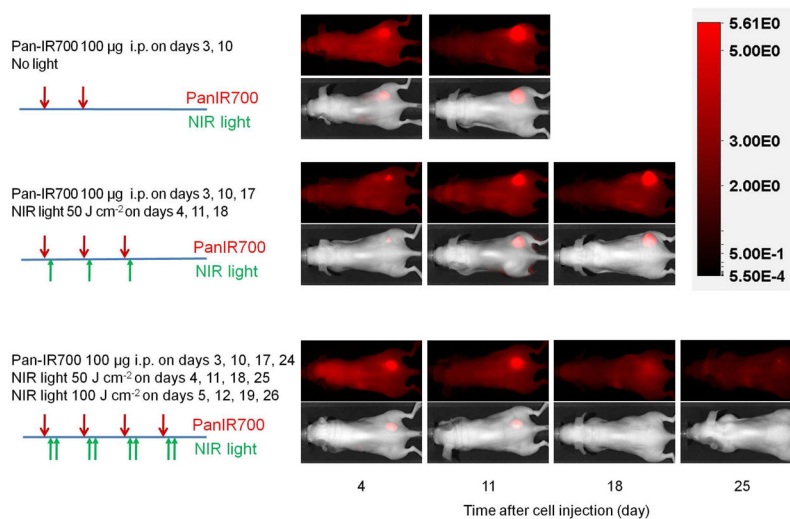 Pan-IR700 100 µg i.p. on days 3, 10
No light
PanIR700
NIR light
Pan-IR700 100 µg i.p. on days 3, 10, 17
NIR light 50 J cm⁻² on days 4, 11, 18
PanIR700
NIR light
Pan-IR700 100 µg i.p. on days 3, 10, 17, 24
NIR light 50 J cm⁻² on days 4, 11, 18, 25
NIR light 100 J cm⁻² on days 5, 12, 19, 26
PanIR700
NIR light
4 11 18 25
Time after cell injection (day)
5.61E0
5.00E0
3.00E0
2.00E0
5.00E-1
5.50E-4